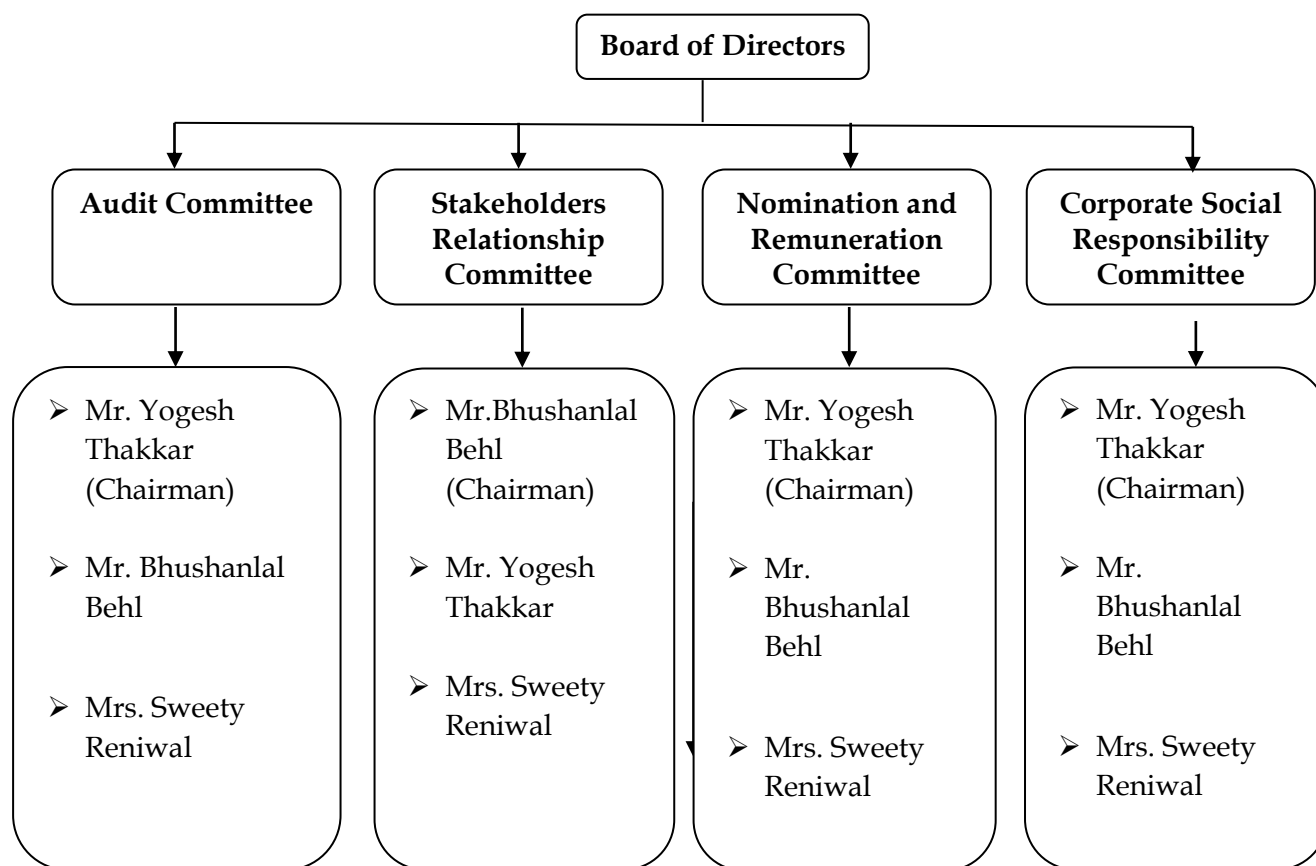 Board of Directors
Audit Committee
Stakeholders
Relationship
Committee
Nomination and
Remuneration
Committee
Corporate Social
Responsibility
Committee
➢ Mr. Yogesh
Thakkar
(Chairman)
➢ Mr. Bhushanlal
Behl
➢ Mrs. Sweety
Reniwal
➢ Mr.Bhushanlal
Behl
(Chairman)
➢ Mr. Yogesh
Thakkar
➢ Mrs. Sweety
Reniwal
➢ Mr. Yogesh
Thakkar
(Chairman)
➢ Mr.
Bhushanlal
Behl
➢ Mrs. Sweety
Reniwal
➢ Mr. Yogesh
Thakkar
(Chairman)
➢ Mr.
Bhushanlal
Behl
➢ Mrs. Sweety
Reniwal